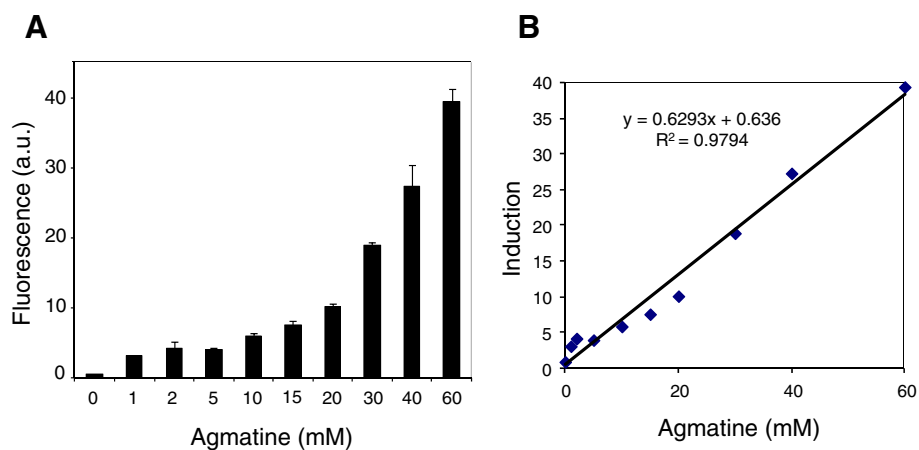 A
Fluorescence (a.u.)
40
30
20
10
0
0 1 2 5 10 15 20 30 40 60
Agmatine (mM)
B
Induction
40
35
30
25
20
15
10
5
0
y = 0.6293x + 0.636
R² = 0.9794
0 20 40 60
Agmatine (mM)